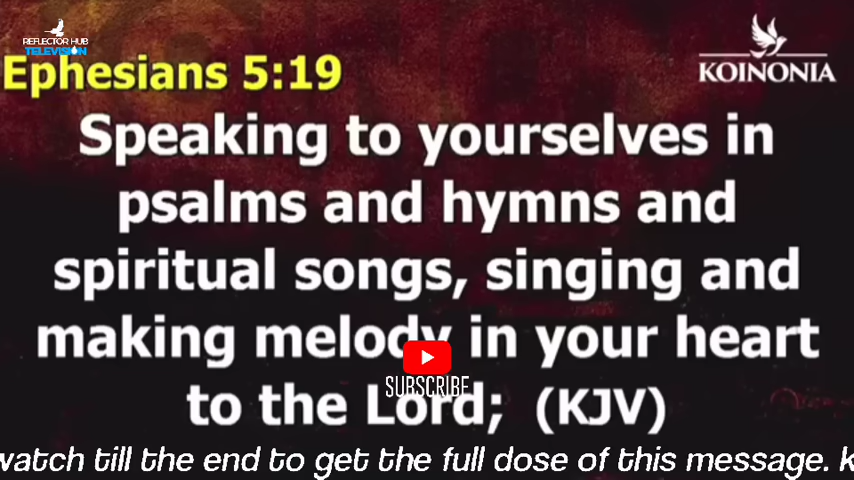 REFLECTOR HUB
TELEVISION
KOINONIA
Ephesians 5:19
Speaking to yourselves in
psalms and hymns and
spiritual songs, singing and
making melody in your heart
to the Lord; (KJV)
SUBSCRIBE
watch till the end to get the full dose of this message. k